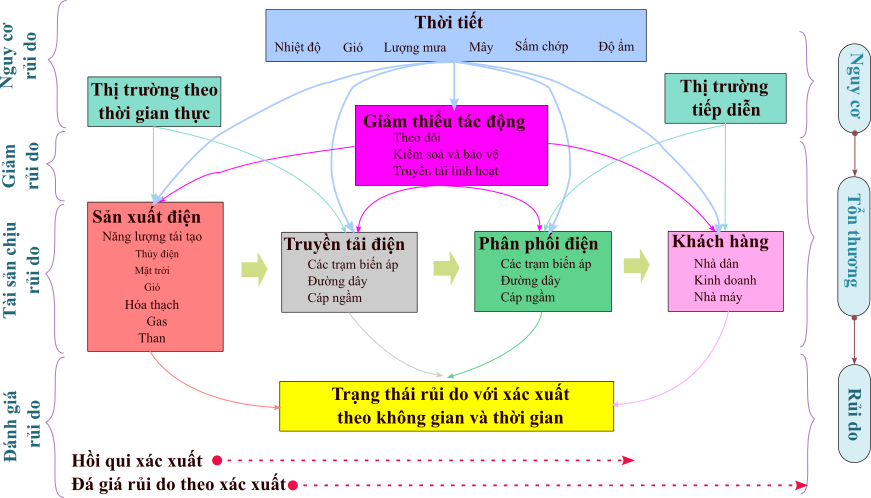 Thời tiết
Nhiệt độ Gió Lượng mưa Mây Sấm chớp Độ ẩm
Nguy cơ
rủi do
Thị trường theo
thời gian thực
Thị trường
tiếp diễn
Nguy cơ
Giảm thiểu tác động
Theo dõi
Kiểm soả và bảo vệ
Truyền tải linh hoạt
Giảm
rủi do
Sản xuất điện
Năng lượng tái tạo
Thủy điện
Mặt trời
Gió
Hóa thạch
Gas
Than
Truyền tải điện
Các trạm biến áp
Đường dây
Cáp ngầm
Phân phối điện
Các trạm biến áp
Đường dây
Cáp ngầm
Khách hàng
Nhà dân
Kinh doanh
Nhà máy
Tài sản chịu
rủi do
Tổn thương
Đánh giá
rủi do
Trạng thái rủi do với xác xuất
theo không gian và thời gian
Rủi do
Hồi qui xác xuất
Đá giá rủi do theo xác xuất